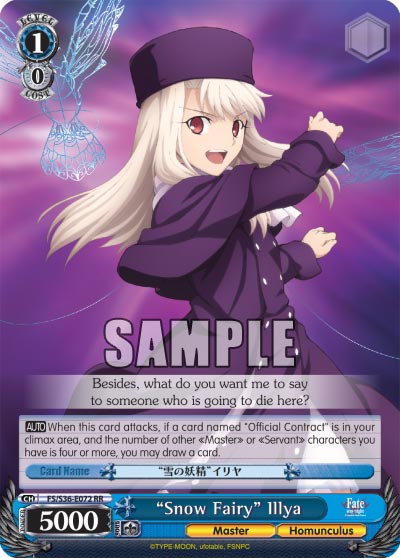 LEVEL
1
0
COST
SAMPLE
Besides, what do you want me to say
to someone who is going to die here?
AUTO When this card attacks, if a card named "Official Contract" is in your
climax area, and the number of other «Master» or «Servant» characters you
have is four or more, you may draw a card.
Card Name
“雪の妖精”イリヤ
CH
FS/S36-E072 RR
POWER
5000
“Snow Fairy” Illya
Fate
Master
Homunculus
©TYPE-MOON, ufotable, FSNPC